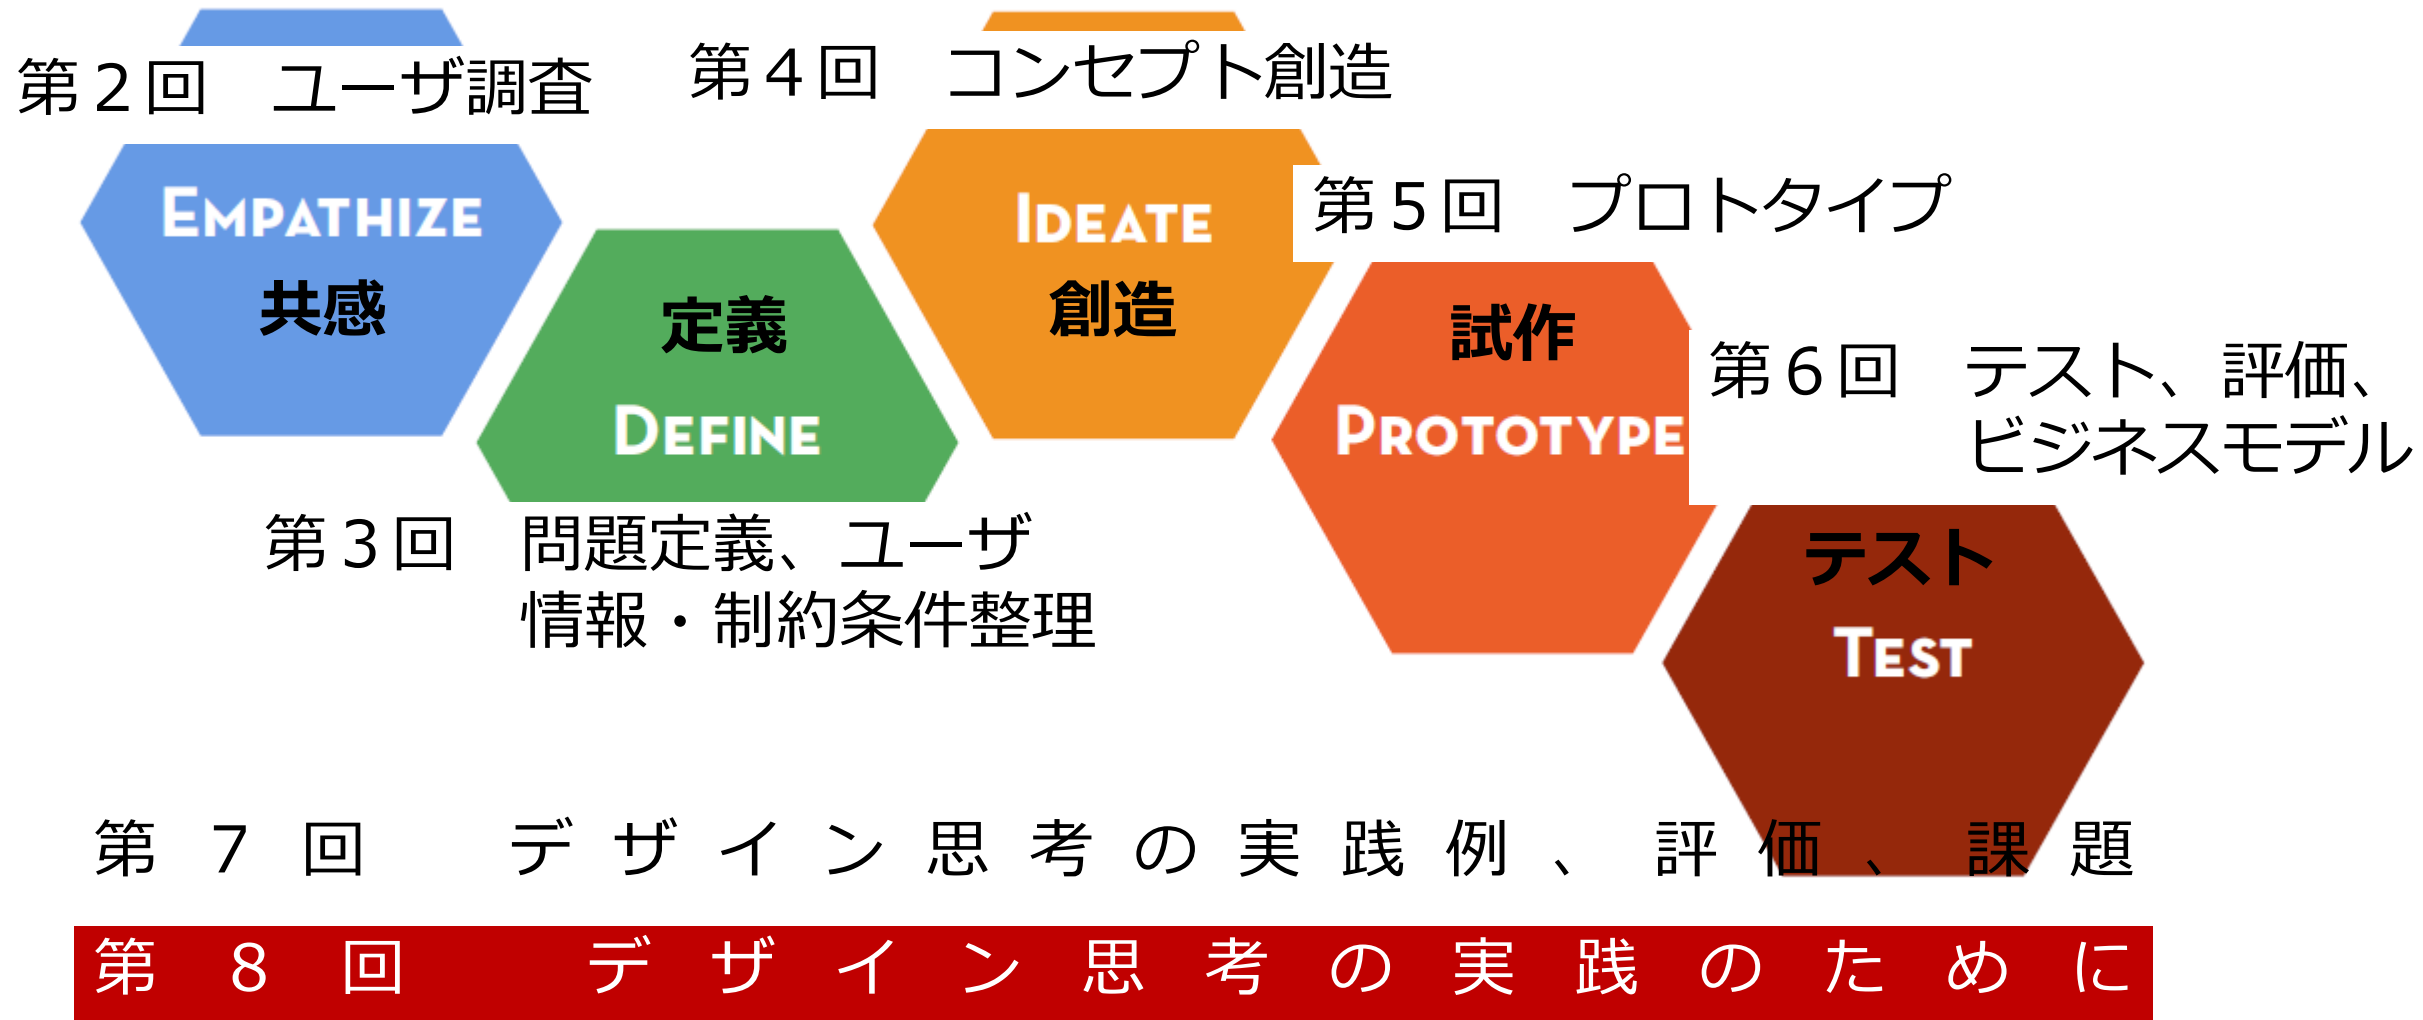 第2回　ユーザ調査
EMPATHIZE
共感
第3回　問題定義、ユーザ
情報・制約条件整理
定義
DEFINE
第4回　コンセプト創造
IDEATE
創造
第5回　プロトタイプ
試作
PROTOTYPE
第6回　テスト、評価、
ビジネスモデル
テスト
TEST
第7回　デザイン思考の実践例、評価、課題
第8回　デザイン思考の実践のために